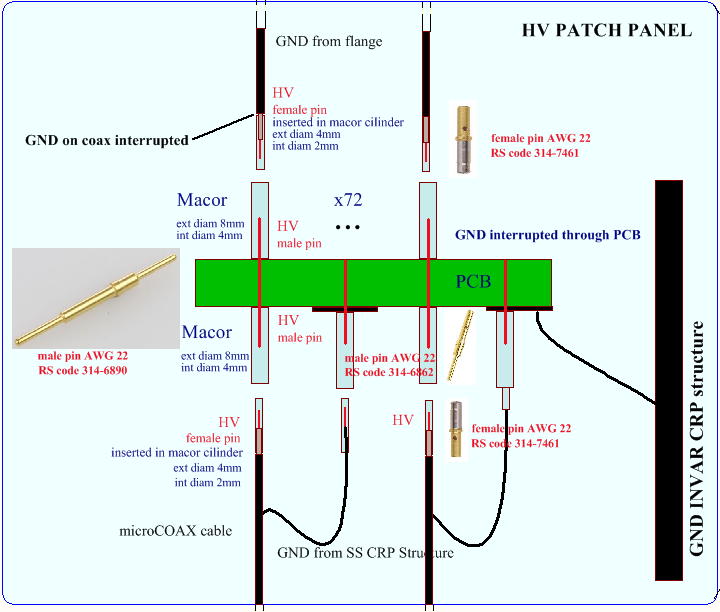 HV PATCH PANEL
GND from flange
HV
female pin
inserted in macor cilinder
ext diam 4mm
int diam 2mm
GND on coax interrupted
female pin AWG 22
RS code 314-7461
Macor
x72
ext diam 8mm
int diam 4mm
HV
male pin
...
GND interrupted through PCB
PCB
HV
male pin
Macor
ext diam 8mm
int diam 4mm
male pin AWG 22
RS code 314-6890
male pin AWG 22
RS code 314-6862
GND INVAR CRP structure
HV
female pin
inserted in macor cilinder
ext diam 4mm
int diam 2mm
HV
female pin AWG 22
RS code 314-7461
microCOAX cable
GND from SS CRP Structure